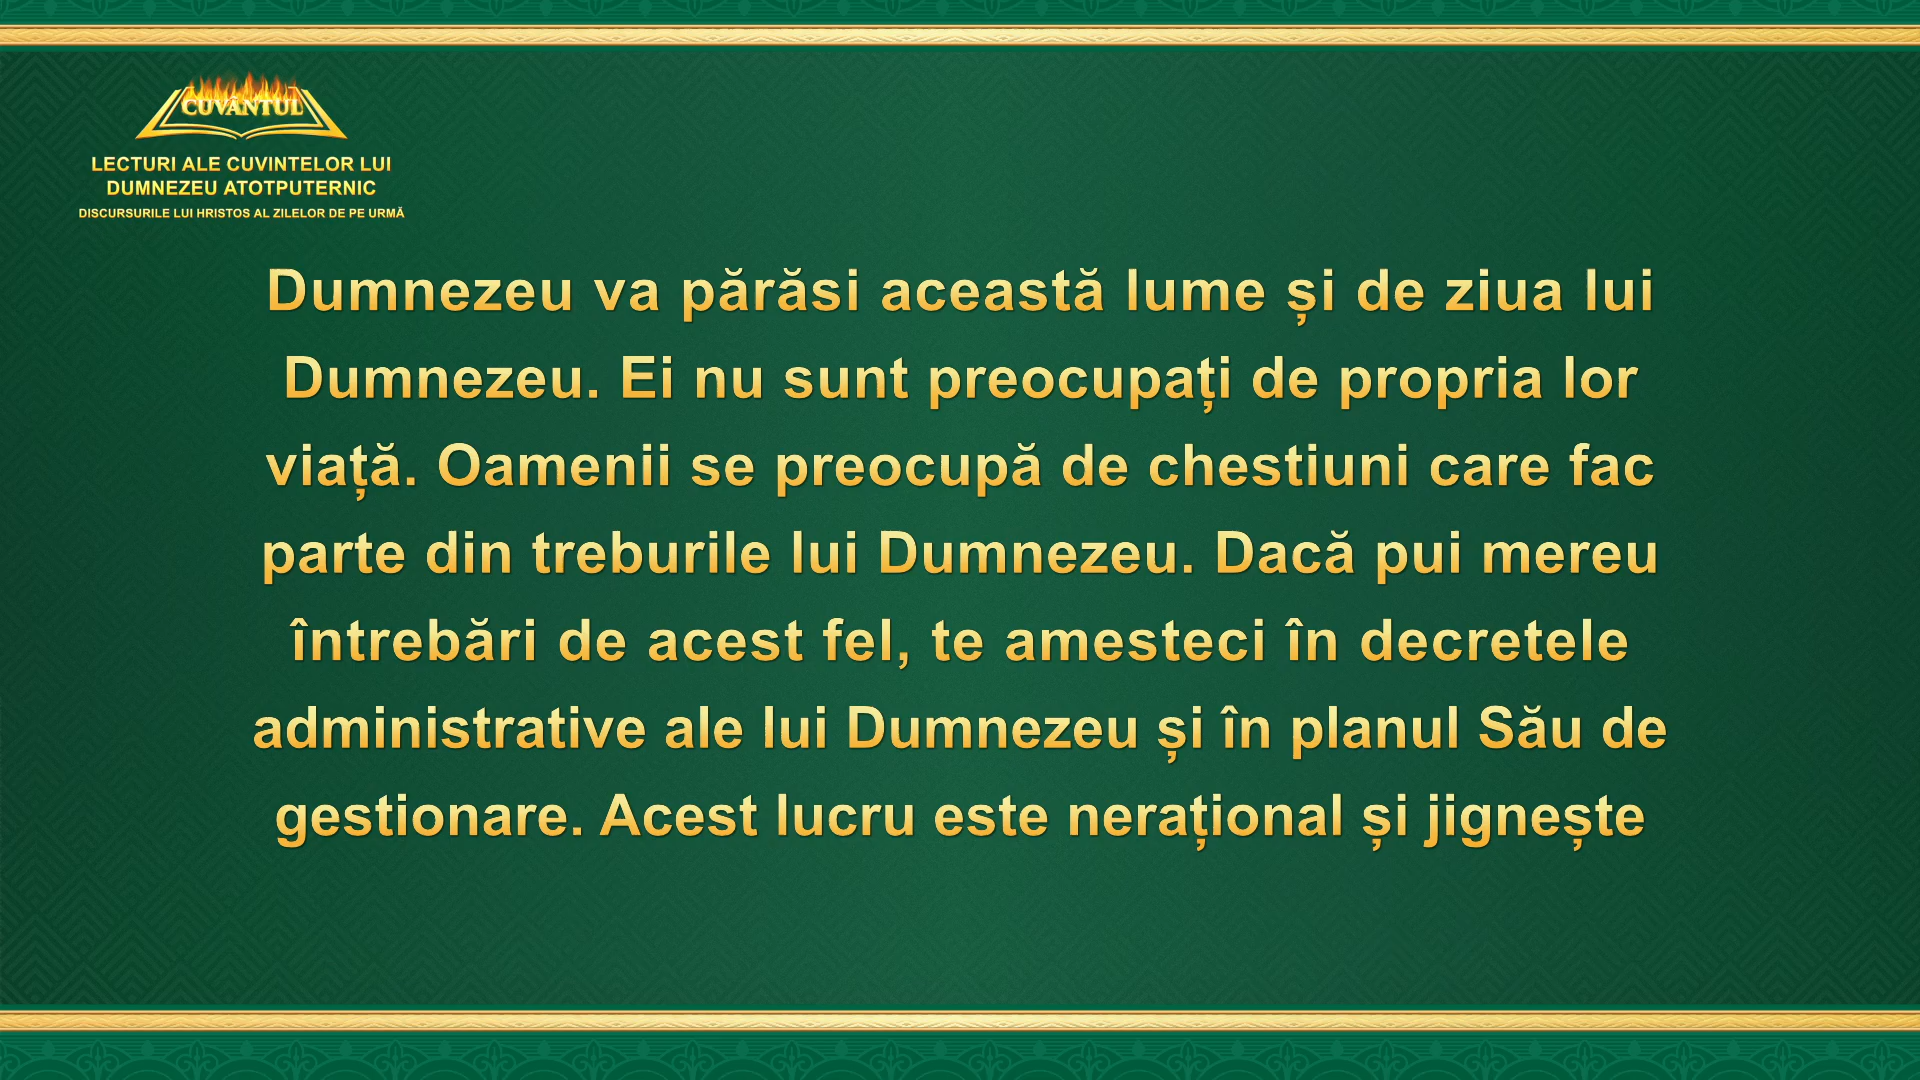 CUVÂNTUL
LECTURI ALE CUVINTELOR LUI
DUMNEZEU ATOTPUTERNIC
DISCURSURILE LUI HRISTOS AL ZILELOR DE PE URMĂ
Dumnezeu va părăsi această lume și de ziua lui
Dumnezeu. Ei nu sunt preocupați de propria lor
viață. Oamenii se preocupă de chestiuni care fac
parte din treburile lui Dumnezeu. Dacă pui mereu
întrebări de acest fel, te amesteci în decretele
administrative ale lui Dumnezeu și în planul Său de
gestionare. Acest lucru este nerațional și jignește